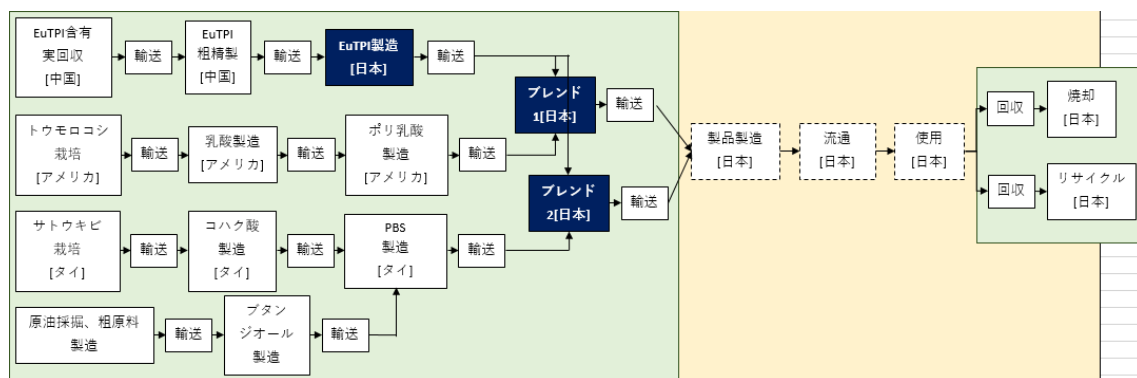 EuTPI含有
実回収
[中国]
輸送
EuTPI
粗精製
[中国]
輸送
EuTPI製造
[日本]
輸送
ブレンド
1[日本]
輸送
トウモロコシ
栽培
[アメリカ]
輸送
乳酸製造
[アメリカ]
輸送
ポリ乳酸
製造
[アメリカ]
輸送
ブレンド
2[日本]
輸送
サトウキビ
栽培
[タイ]
輸送
コハク酸
製造
[タイ]
輸送
PBS
製造
[タイ]
輸送
原油採掘、粗原料
製造
輸送
ブタン
ジオール
製造
輸送
製品製造
[日本]
流通
[日本]
使用
[日本]
回収
焼却
[日本]
回収
リサイクル
[日本]